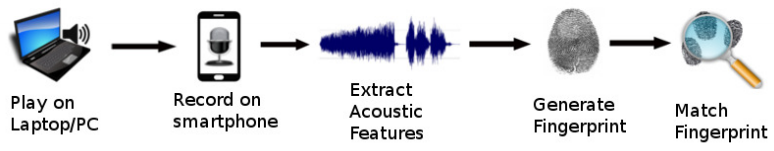 Play on
Laptop/PC
Record on
smartphone
Extract
Acoustic
Features
Generate
Fingerprint
Match
Fingerprint